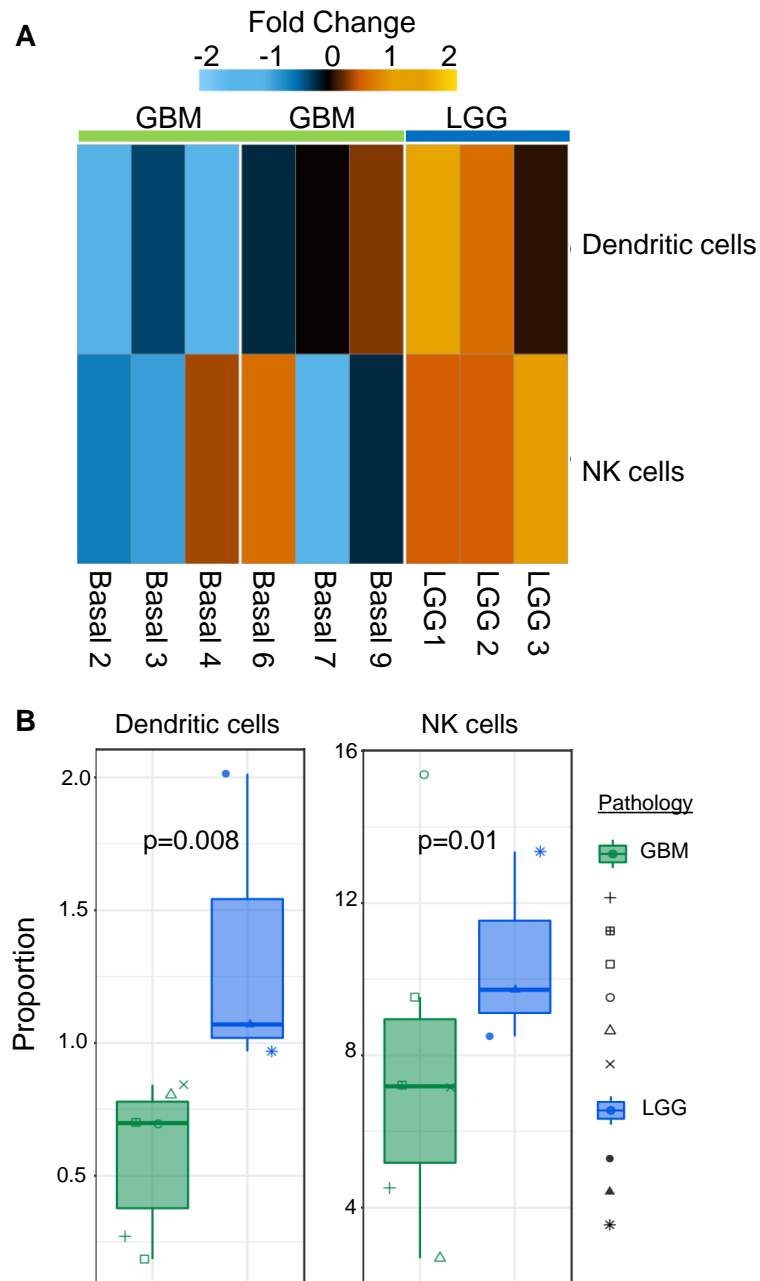 A
Fold Change
-2 -1 0 1 2
GBM GBM LGG
Dendritic cells
NK cells
Basal 2 Basal 3 Basal 4 Basal 6 Basal 7 Basal 9 LGG1 LGG 2 LGG 3
B
Dendritic cells NK cells
Proportion
2.0
1.5
1.0
0.5
p=0.008
16
12
8
4
p=0.01
Pathology
GBM
LGG